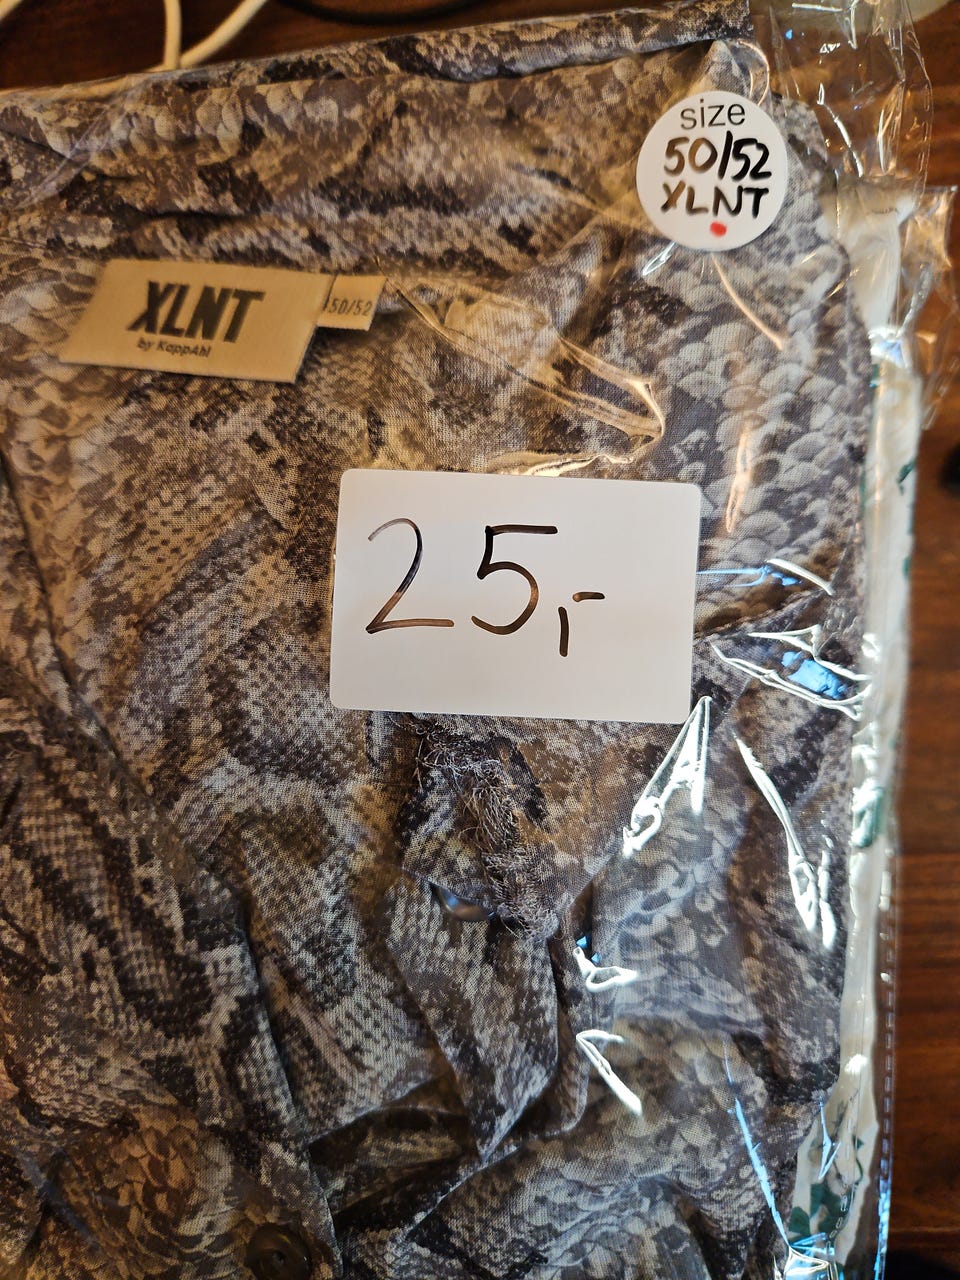 size
50/52
XLNT
XLNT
by KappAhl
50/52
25,-